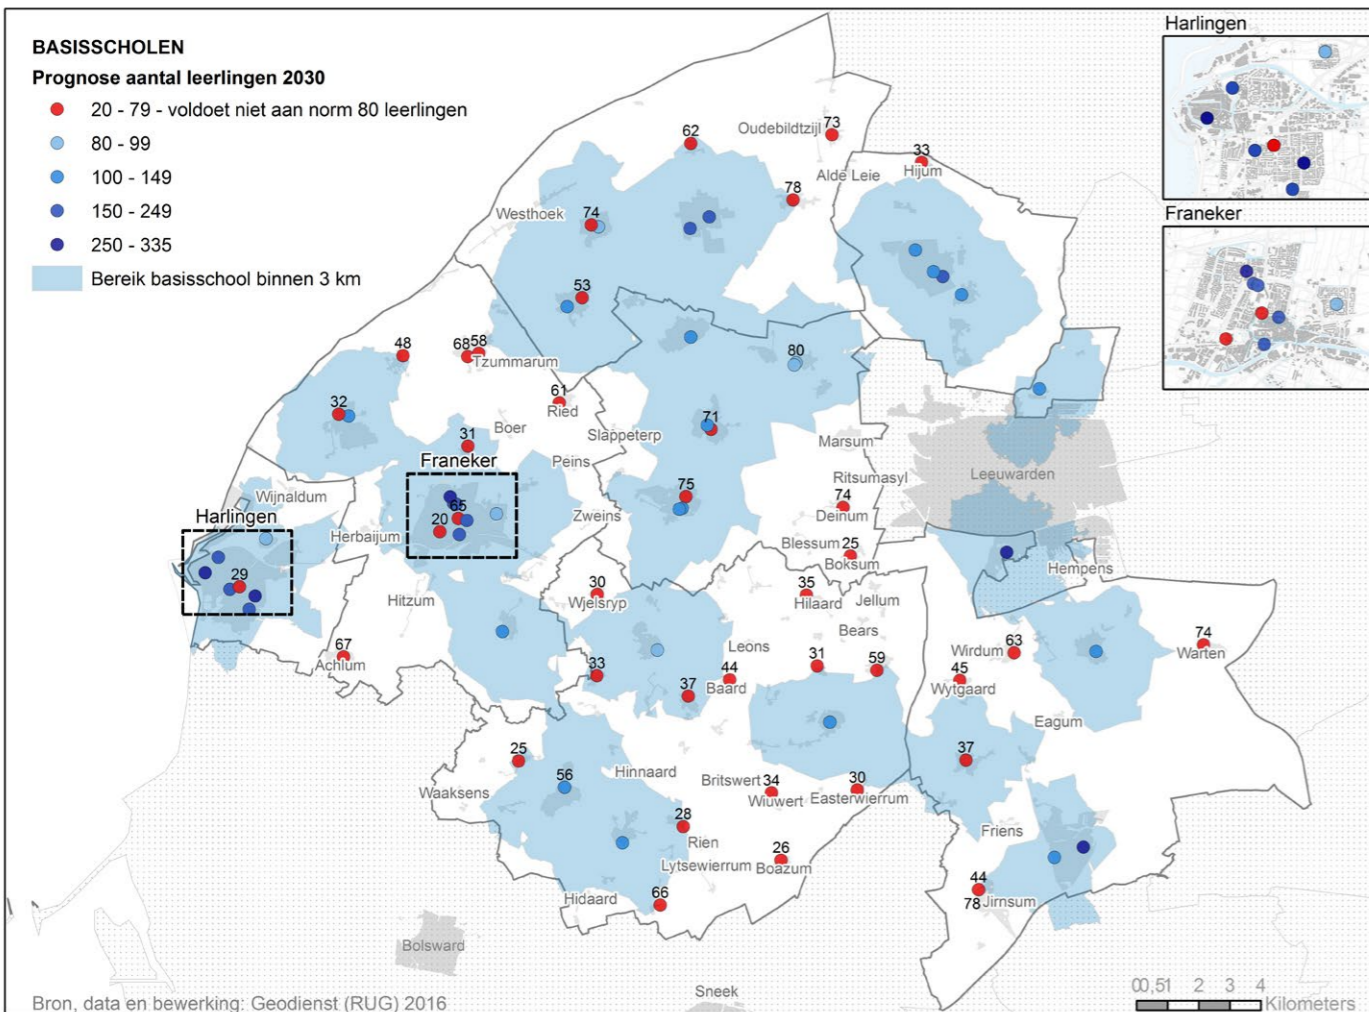 BASISSCHOLEN
Prognose aantal leerlingen 2030
20 - 79 - voldoet niet aan norm 80 leerlingen
80 - 99
100 - 149
150 - 249
250 - 335
Bereik basisschool binnen 3 km
Harlingen
Franeker
62
Oudebildtzijl
73
33
Hijum
Alde Leie
78
Westhoek
74
53
48
68
58
Tzummarum
80
61
Ried
32
Boer
Slappeterp
71
Marsum
31
Franeker
Peins
Ritsumasyl
Leeuwarden
Wijnaldum
75
74
Deinum
Harlingen
65
20
Zweins
Herbaijum
Blessum
25
Boksum
Hempens
29
Hitzum
30
Wjelsryp
35
Hilaard
Jellum
Bears
67
Achlum
Leons
31
59
Wirdum
63
74
Warten
33
37
44
Baard
45
Wytgaard
Eagum
25
37
56
Hinnaard
Britswert
34
Wiuwert
30
Easterwierrum
Waaksens
28
Rien
Friens
Lytsewierrum
26
Boazum
Hidaard
66
44
78
Jirnsum
Bolsward
Sneek
Bron, data en bewerking: Geodienst (RUG) 2016
0 0,5 1 2 3 4
Kilometers